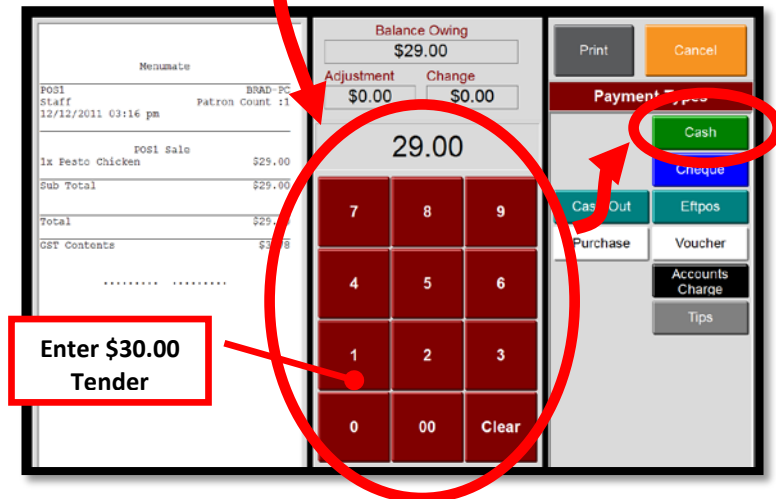 Menumate
POS1 BRAD-PC
Staff Patron Count :1
12/12/2011 03:16 pm
POS1 Sale
1x Pesto Chicken $29.00
Sub Total $29.00
Total
GST Contents
Enter $30.00
Tender
Balance Owing
$29.00
Adjustment Change
$0.00 $0.00
29.00
7 8 9
4 5 6
1 2 3
0 00 Clear
Print Cancel
Payment Types
Cash
Cheque
Cash Out Eftpos
Purchase Voucher
Accounts
Charge
Tips